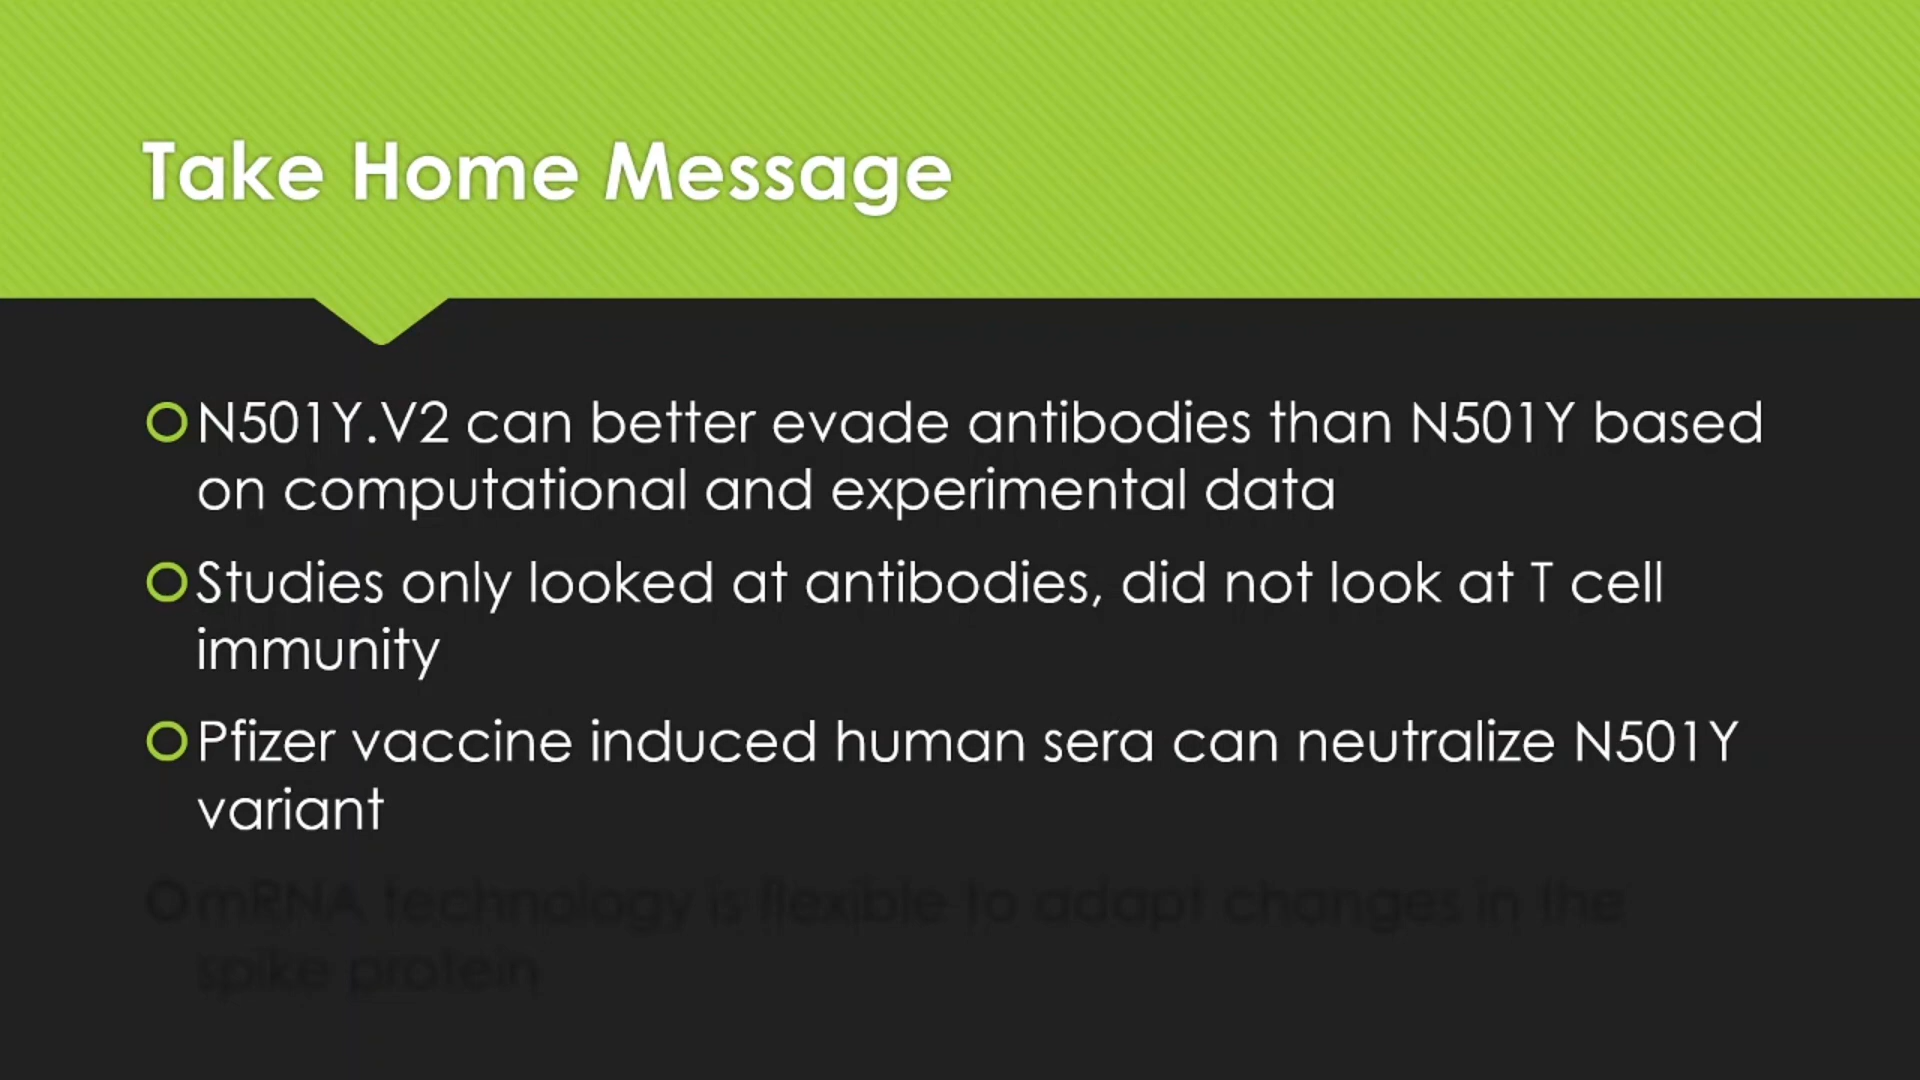 Take Home Message
N501Y.V2 can better evade antibodies than N501Y based
on computational and experimental data
Studies only looked at antibodies, did not look at T cell
immunity
Pfizer vaccine induced human sera can neutralize N501Y
variant
mRNA technology is flexible to adapt changes in the
spike protein